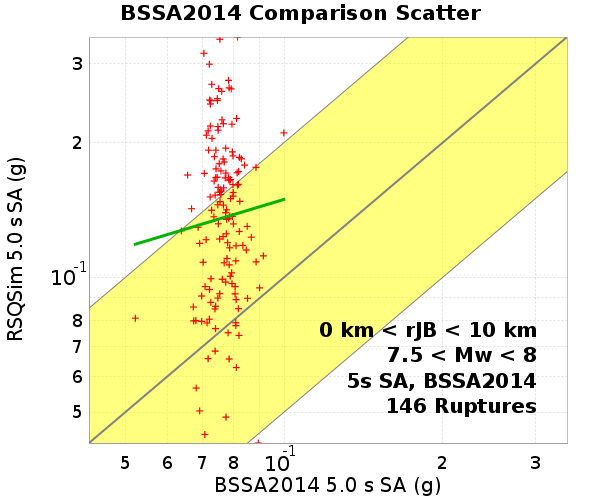 BSSA2014 Comparison Scatter
RSQSim 5.0 s SA (g)
3
2
10⁻¹
8
7
6
5
0 km < rJB < 10 km
7.5 < Mw < 8
5s SA, BSSA2014
146 Ruptures
5 6 7 8 10⁻¹ 2 3
BSSA2014 5.0 s SA (g)